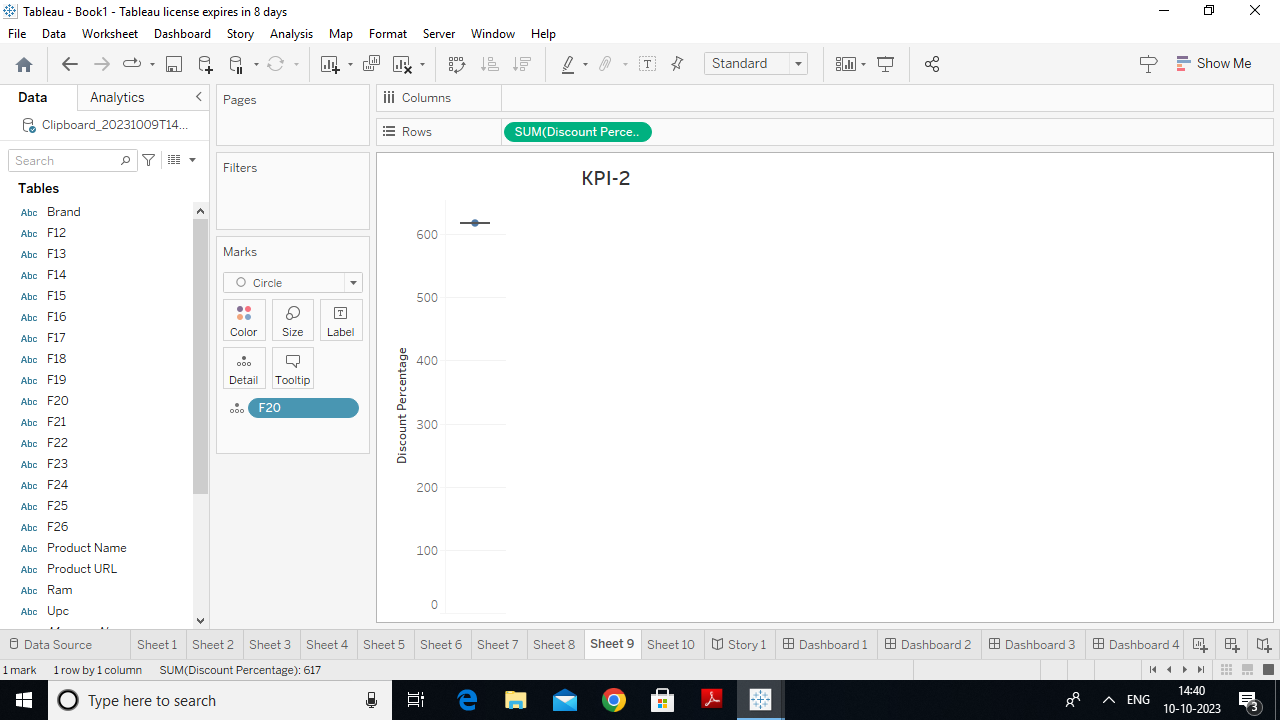 Tableau - Book1 - Tableau license expires in 8 days
File Data Worksheet Dashboard Story Analysis Map Format Server Window Help
Standard
Show Me
Data Analytics
Clipboard_20231009T14...
Search
Tables
Abc Brand
Abc F12
Abc F13
Abc F14
Abc F15
Abc F16
Abc F17
Abc F18
Abc F19
Abc F20
Abc F21
Abc F22
Abc F23
Abc F24
Abc F25
Abc F26
Abc Product Name
Abc Product URL
Abc Ram
Abc Upc
Pages
Filters
Marks
Circle
Color Size Label
Detail Tooltip
F20
Columns
Rows SUM(Discount Perce..
KPI-2
600
500
400
300
200
100
0
Discount Percentage
Data Source Sheet 1 Sheet 2 Sheet 3 Sheet 4 Sheet 5 Sheet 6 Sheet 7 Sheet 8 Sheet 9 Sheet 10 Story 1 Dashboard 1 Dashboard 2 Dashboard 3 Dashboard 4
1 mark 1 row by 1 column SUM(Discount Percentage): 617
Type here to search
ENG
14:40
10-10-2023
3